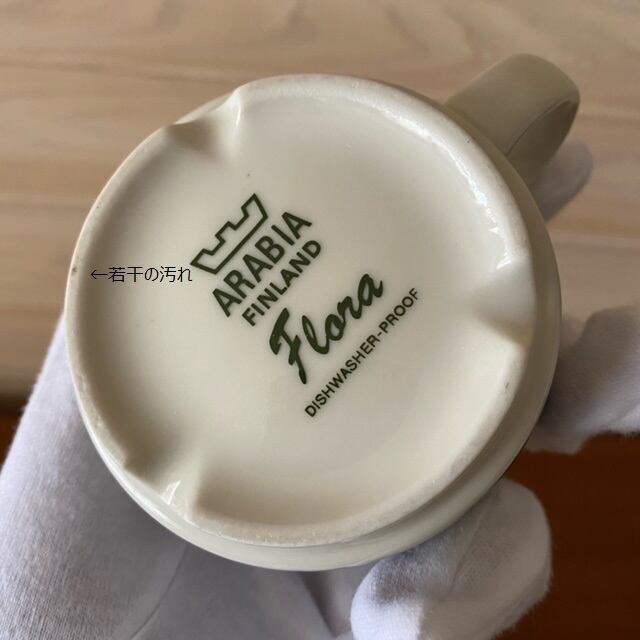 ←若干の汚れ
ARABIA
FINLAND
Flora
DISHWASHER-PROOF